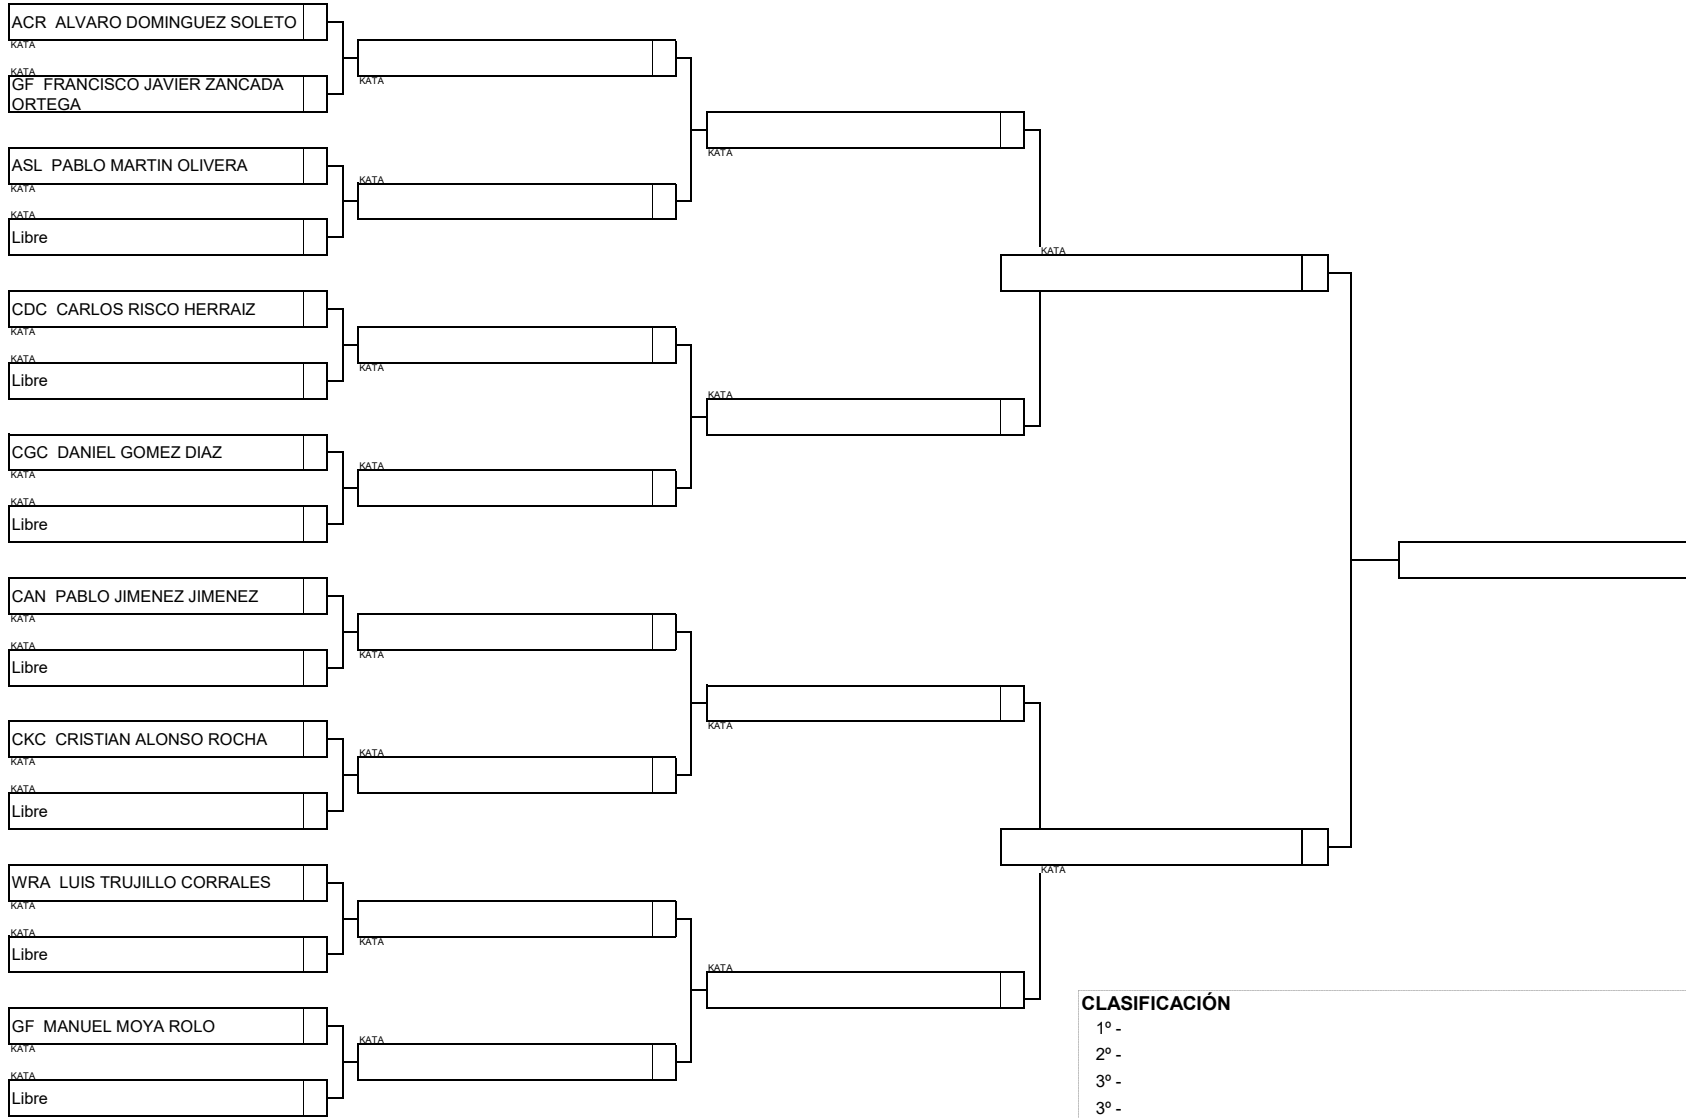 ACR  ALVARO DOMINGUEZ SOLETO
KATA
KATA
GF  FRANCISCO JAVIER ZANCADA
ORTEGA
ASL  PABLO MARTIN OLIVERA
KATA
KATA
Libre
CDC  CARLOS RISCO HERRAIZ
KATA
KATA
Libre
CGC  DANIEL GOMEZ DIAZ
KATA
KATA
Libre
CAN  PABLO JIMENEZ JIMENEZ
KATA
KATA
Libre
CKC  CRISTIAN ALONSO ROCHA
KATA
KATA
Libre
WRA  LUIS TRUJILLO CORRALES
KATA
KATA
Libre
GF  MANUEL MOYA ROLO
KATA
KATA
Libre
KATA
KATA
KATA
KATA
KATA
KATA
KATA
KATA
KATA
KATA
KATA
KATA
KATA
KATA
CLASIFICACIÓN
1º -
2º -
3º -
3º -